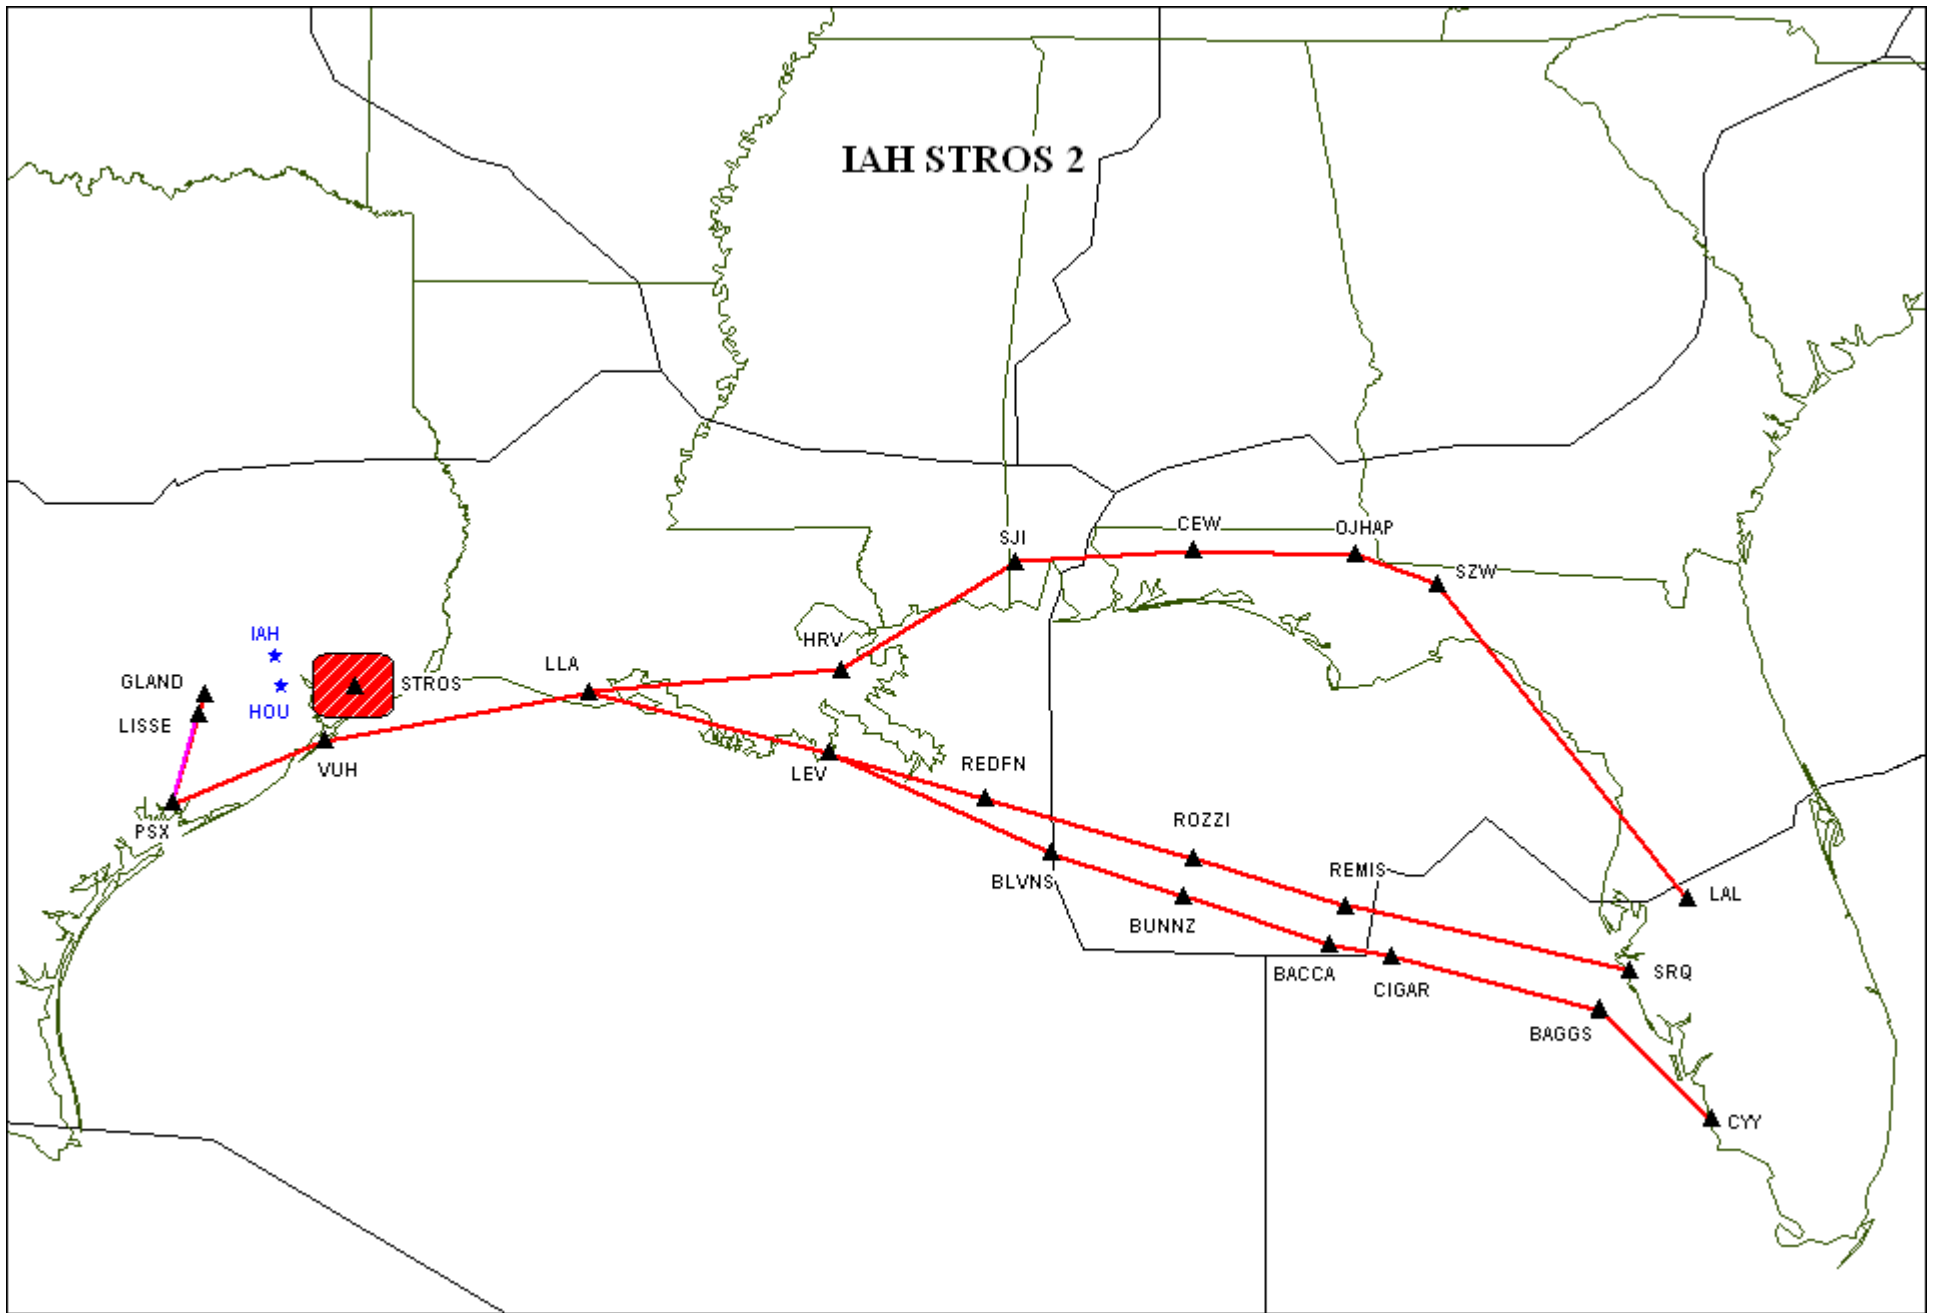 IAH STROS 2
CEW
OJHAP
SJI
SZW
IAH
HRV
LLA
GLAND
STROS
HOU
LISSE
VUH
LEV
REDFN
PSX
ROZZI
REMIS
BLVNS
LAL
BUNNZ
BACCA
SRQ
CIGAR
BAGGS
CYY